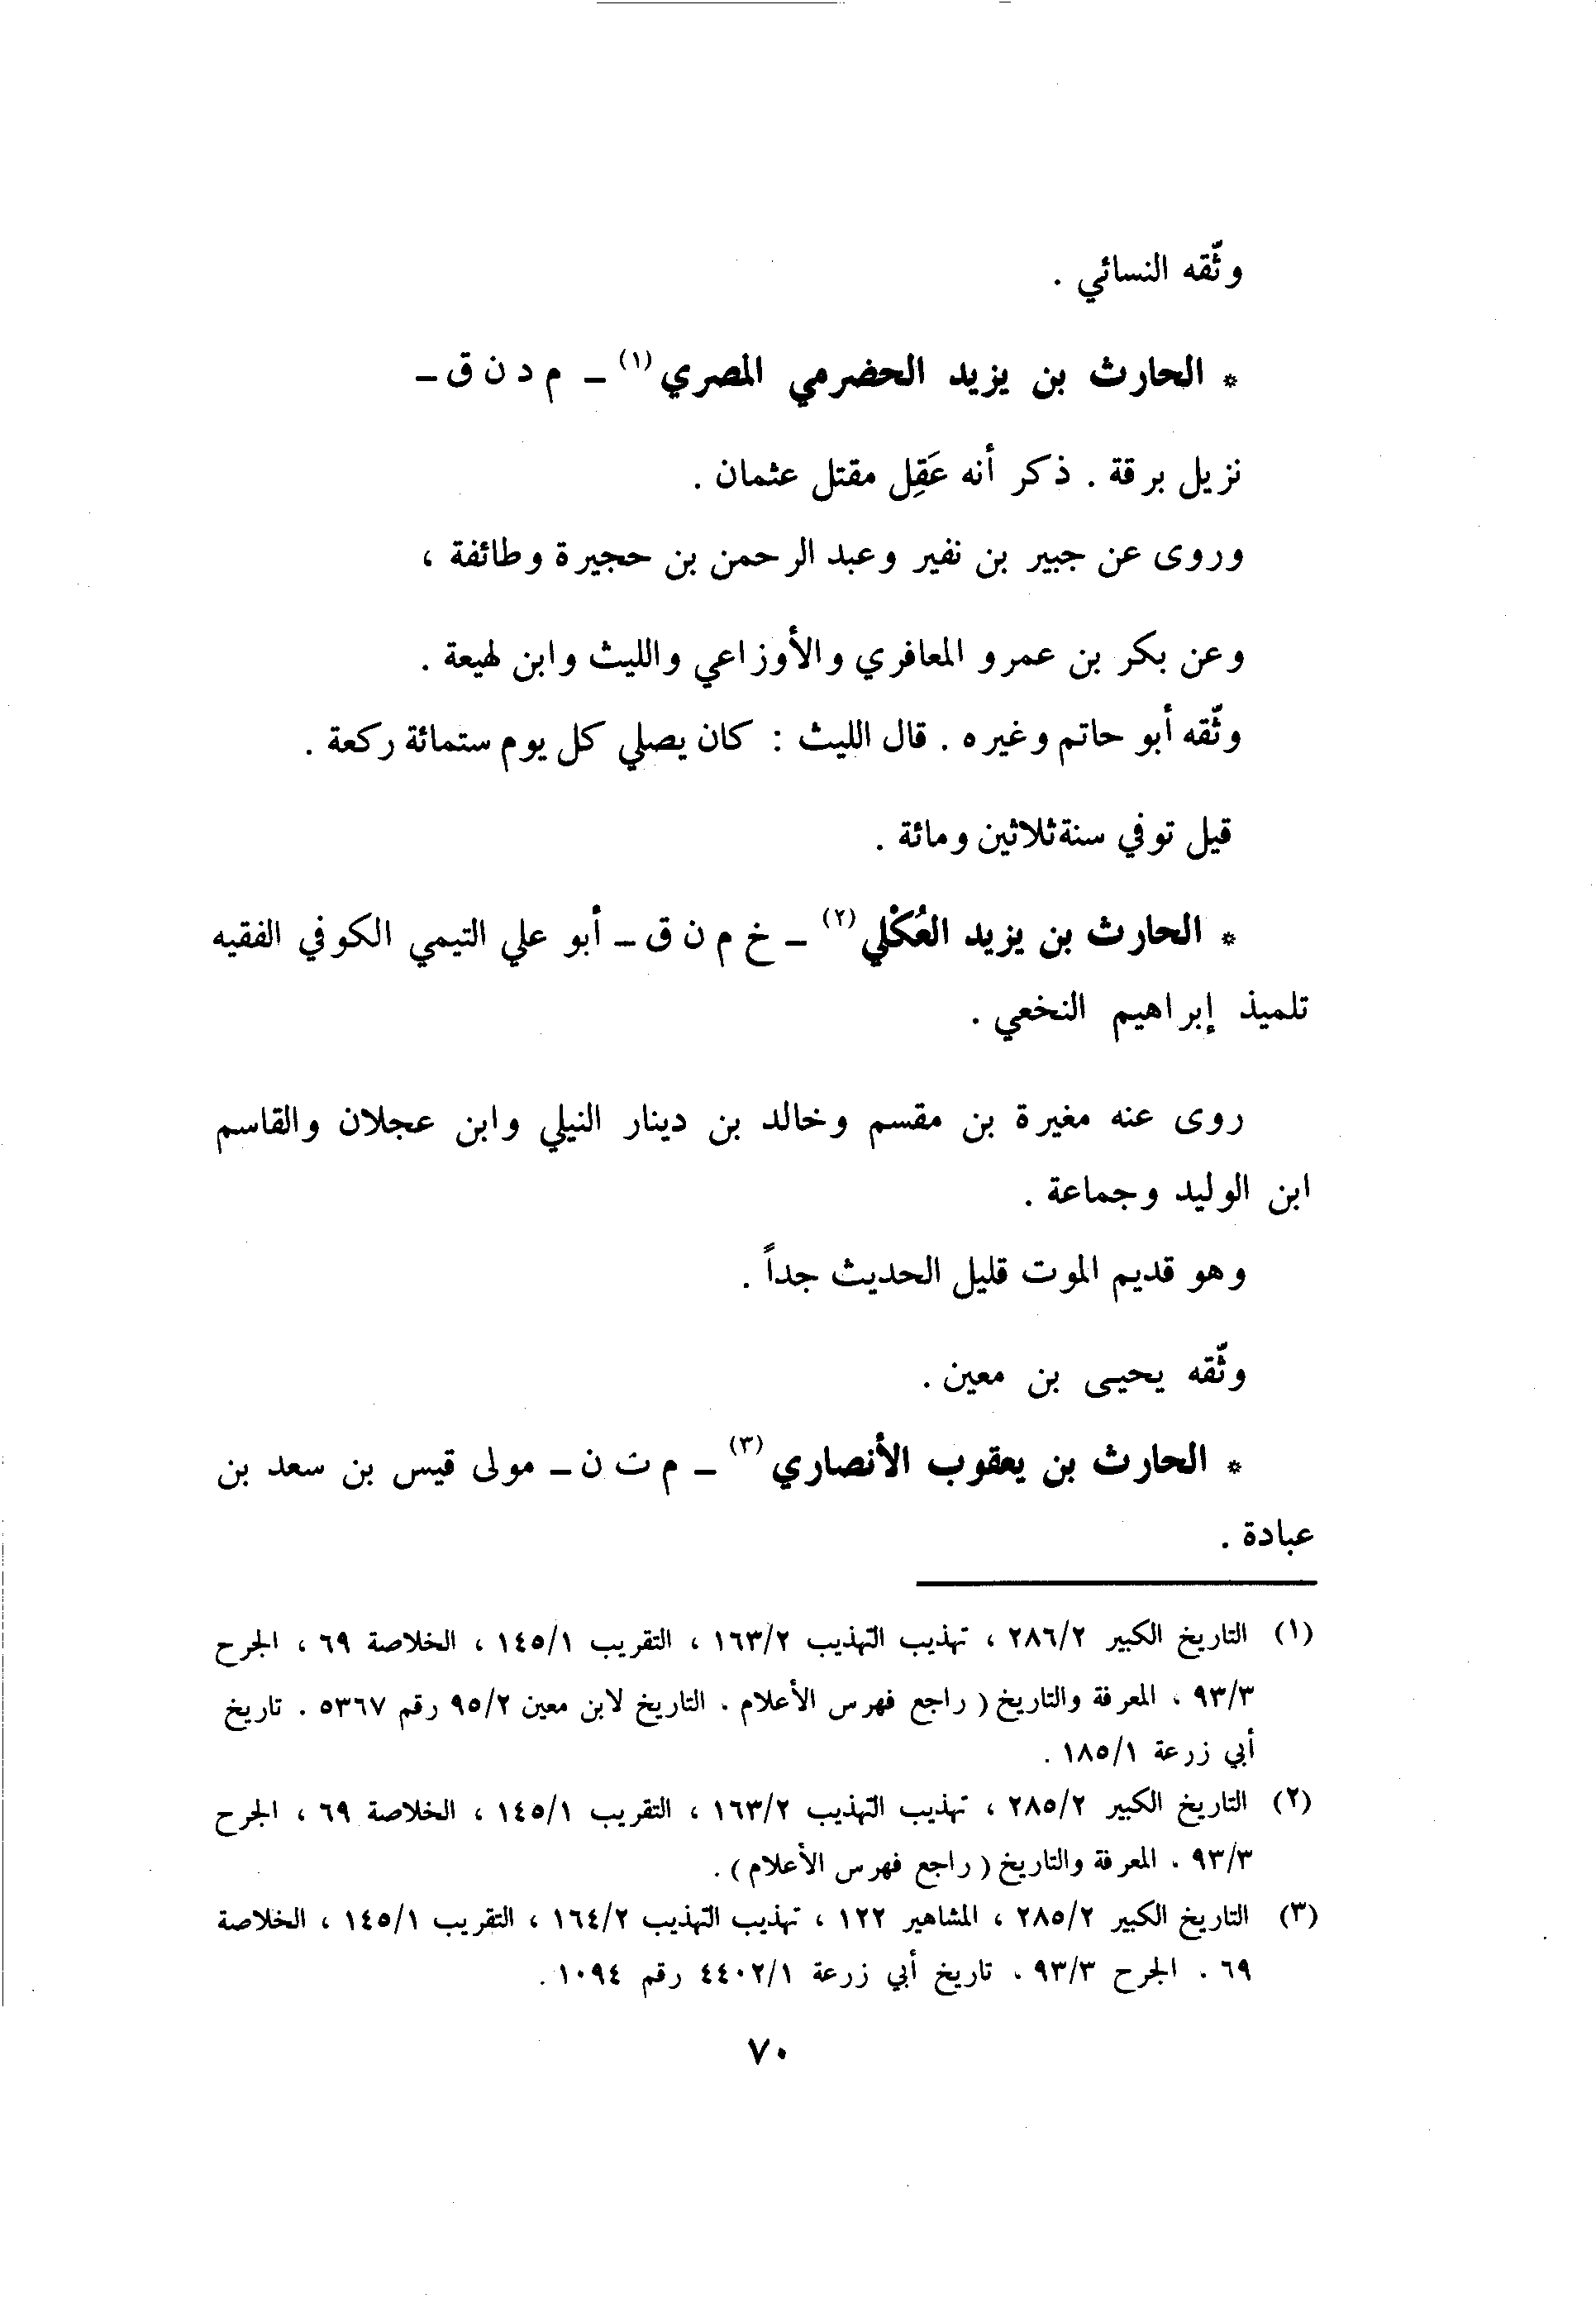 وثّقه النسائي .
* الحارث بن يزيد الحضرمي المصري (١) ـ م د ن ق ـ
نزيل برقة . ذكر أنه عَقِل مقتل عثمان .
وروى عن جبير بن نفير وعبد الرحمن بن حجيرة وطائفة ،
وعن بكر بن عمرو المعافري والأوزاعي والليث وابن لهيعة .
وثّقه أبو حاتم وغيره . قال الليث : كان يصلي كل يوم ستمائة ركعة .
قيل توفي سنة ثلاثين ومائة .
* الحارث بن يزيد العُكْلي (٢) ـ خ م ن ق ـ أبو علي التيمي الكوفي الفقيه
تلميذ إبراهيم النخعي .
روى عنه مغيرة بن مقسم وخالد بن دينار النيلي وابن عجلان والقاسم
ابن الوليد وجماعة .
وهو قديم الموت قليل الحديث جداً .
وثّقه يحيى بن معين .
* الحارث بن يعقوب الأنصاري (٣) ـ م ت ن ـ مولى قيس بن سعد بن
عبادة .
(١) التاريخ الكبير ٢٨٦/٢ ، تهذيب التهذيب ١٦٣/٢ ، التقريب ١٤٥/١ ، الخلاصة ٦٩ ، الجرح
٩٣/٣ ، المعرفة والتاريخ ( راجع فهرس الأعلام . التاريخ لابن معين ٩٥/٢ رقم ٥٣٦٧ . تاريخ
أبي زرعة ١٨٥/١ .
(٢) التاريخ الكبير ٢٨٥/٢ ، تهذيب التهذيب ١٦٣/٢ ، التقريب ١٤٥/١ ، الخلاصة ٦٩ ، الجرح
٩٣/٣ . المعرفة والتاريخ ( راجع فهرس الأعلام ) .
(٣) التاريخ الكبير ٢٨٥/٢ ، المشاهير ١٢٢ ، تهذيب التهذيب ١٦٤/٢ ، التقريب ١٤٥/١ ، الخلاصة
٦٩ . الجرح ٩٣/٣ . تاريخ أبي زرعة ٤٤٠٢/١ رقم ١٠٩٤ .
٧٠